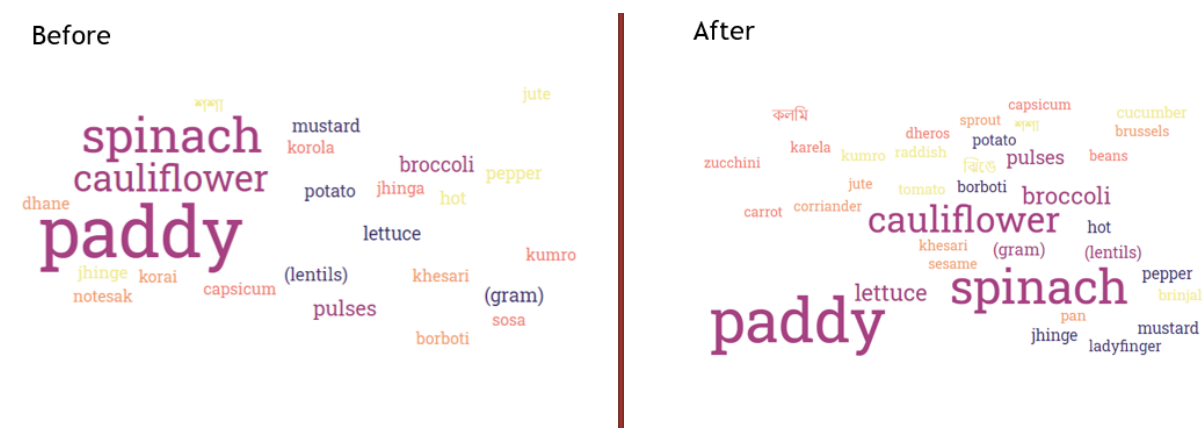 Before
শশা
jute
spinach
mustard
korola
cauliflower
broccoli
pepper
potato
jhinga
hot
dhane
paddy
lettuce
kumro
jhinge
korai
(lentils)
khesari
notesak
capsicum
(gram)
pulses
sosa
borboti
After
কলমি
capsicum
cucumber
sprout
শশা
dheros
brussels
potato
karela
kumro
raddish
pulses
beans
zucchini
ঝিঙে
jute
tomato
borboti
broccoli
carrot
corriander
cauliflower
hot
khesari
(gram)
(lentils)
sesame
pepper
lettuce
spinach
brinjal
paddy
pan
jhinge
mustard
ladyfinger